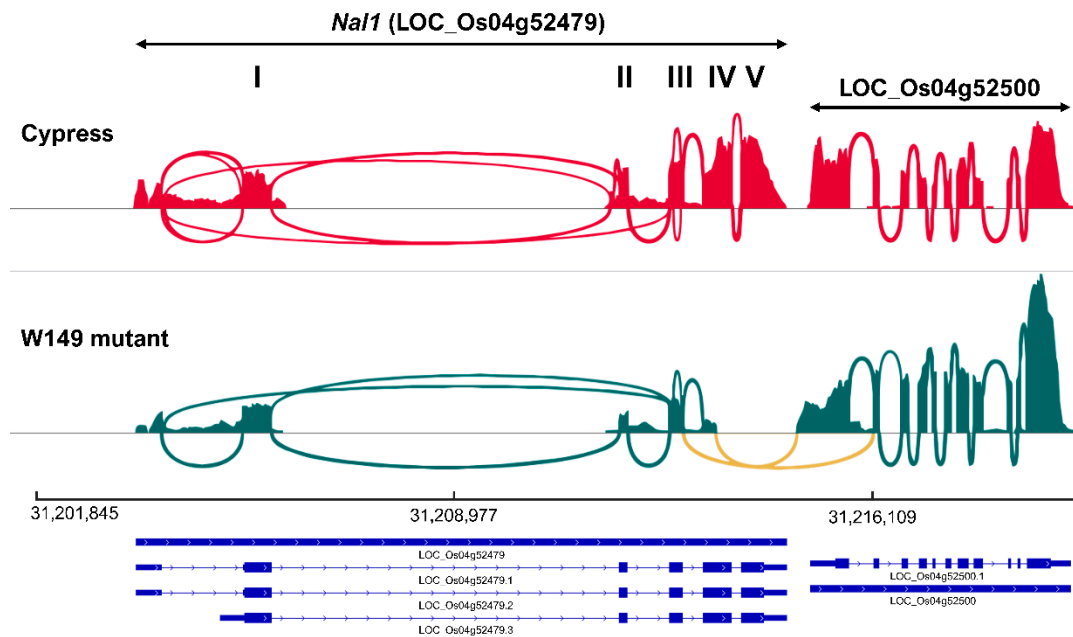 Nal1 (LOC_Os04g52479)
I II III IV V
LOC_Os04g52500
Cypress
W149 mutant
31,201,845 31,208,977 31,216,109
LOC_Os04g52479
LOC_Os04g52479.1
LOC_Os04g52479.2
LOC_Os04g52479.3
LOC_Os04g52500.1
LOC_Os04g52500